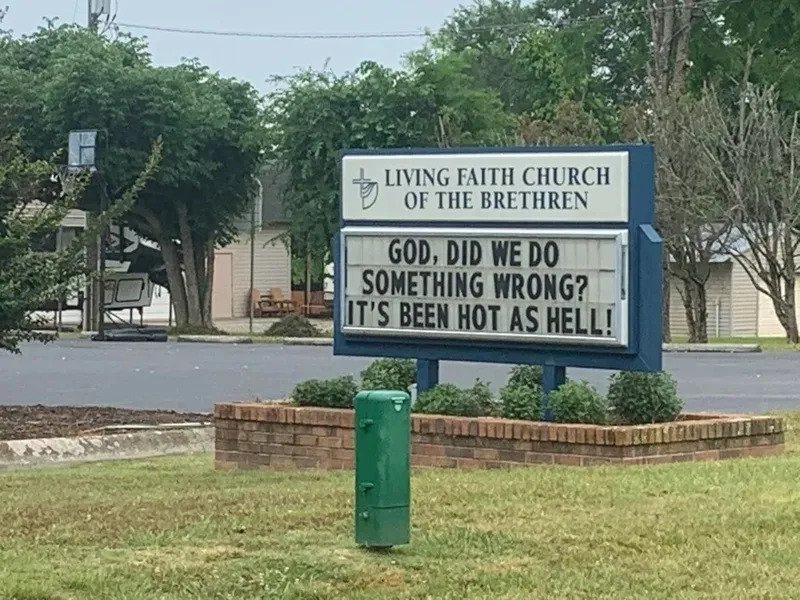 LIVING FAITH CHURCH
OF THE BRETHREN
GOD, DID WE DO
SOMETHING WRONG?
IT'S BEEN HOT AS HELL!